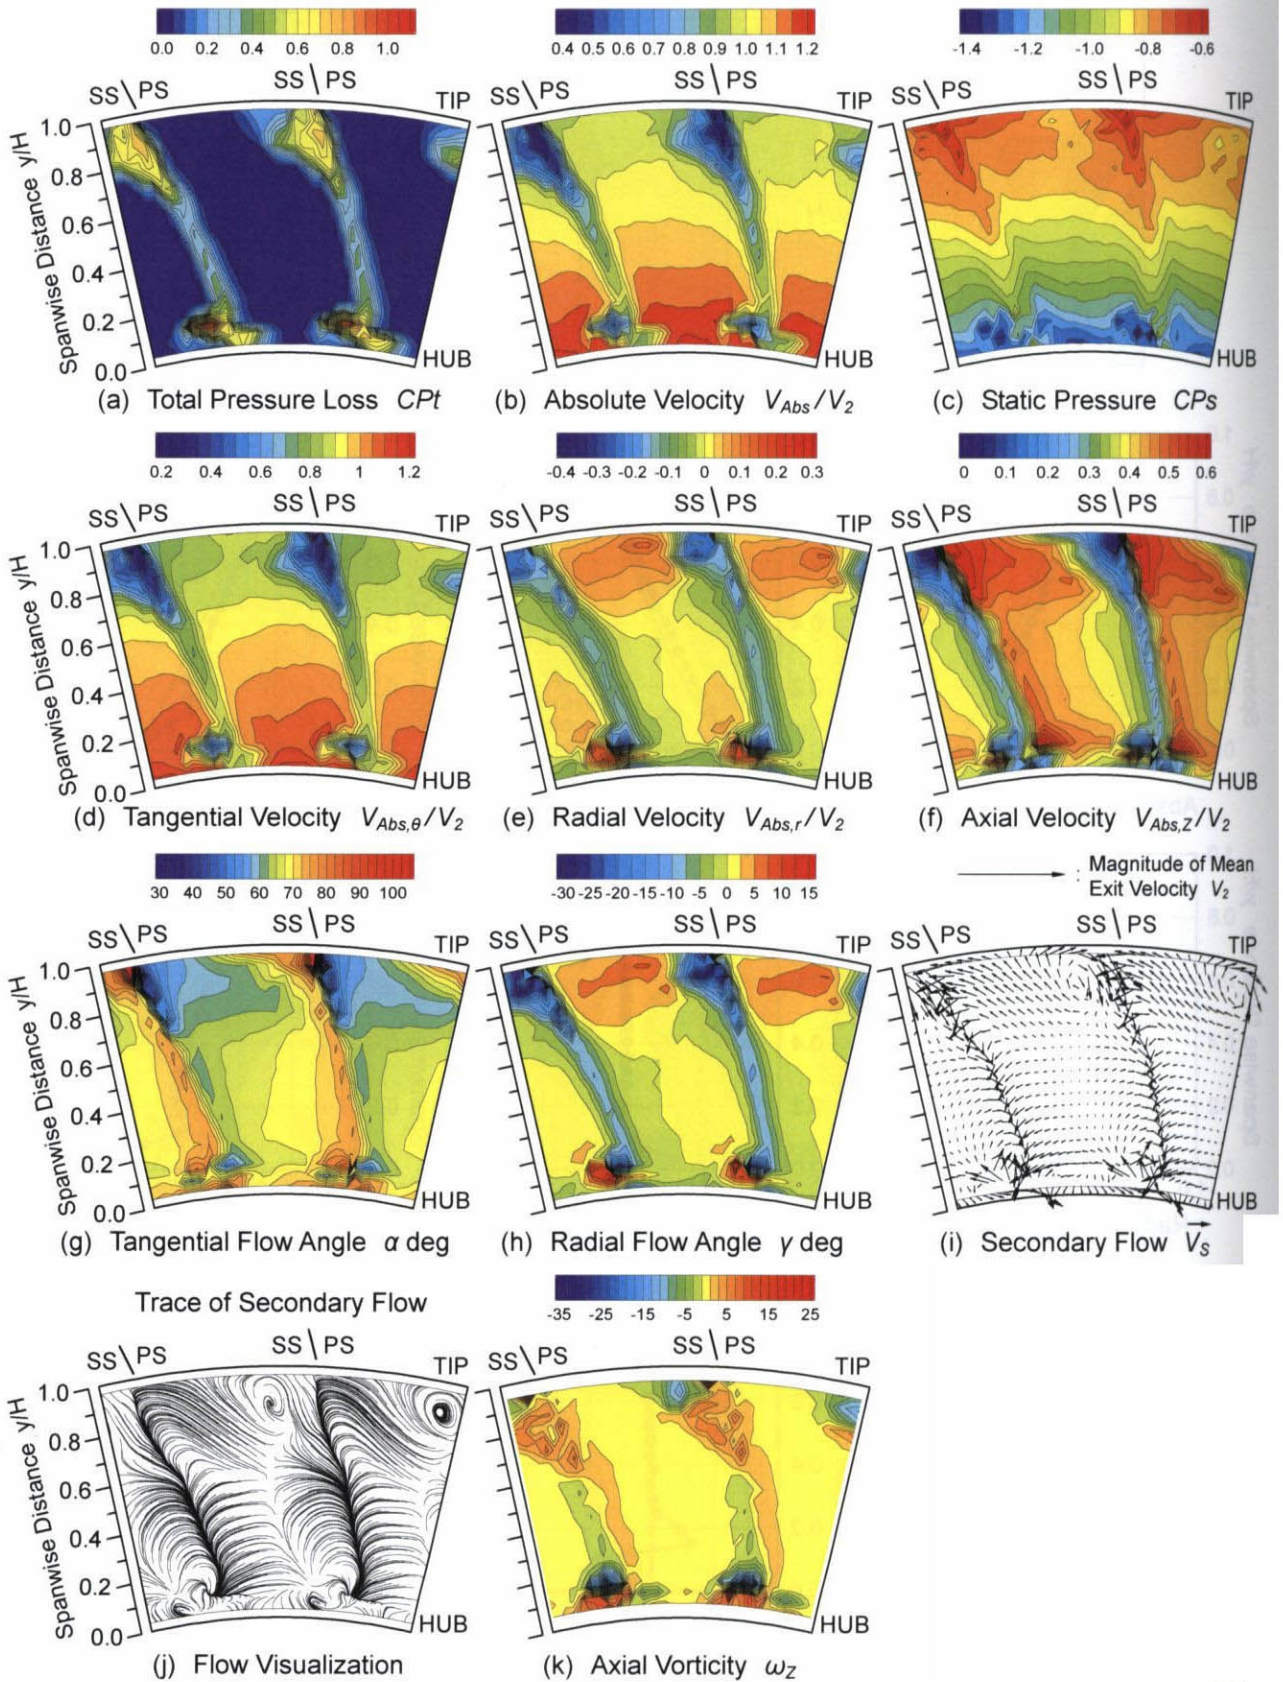 0.0 0.2 0.4 0.6 0.8 1.0
0.4 0.5 0.6 0.7 0.8 0.9 1.0 1.1 1.2
-1.4 -1.2 -1.0 -0.8 -0.6
SS \ PS SS \ PS TIP
SS \ PS SS \ PS TIP
SS \ PS SS \ PS TIP
Spanwise Distance y/H
1.0
0.8
0.6
0.4
0.2
0.0
HUB
HUB
HUB
(a) Total Pressure Loss CPt
(b) Absolute Velocity V_Abs/V_2
(c) Static Pressure CPs
0.2 0.4 0.6 0.8 1 1.2
-0.4 -0.3 -0.2 -0.1 0 0.1 0.2 0.3
0 0.1 0.2 0.3 0.4 0.5 0.6
SS \ PS SS \ PS TIP
SS \ PS SS \ PS TIP
SS \ PS SS \ PS TIP
Spanwise Distance y/H
1.0
0.8
0.6
0.4
0.2
0.0
HUB
HUB
HUB
(d) Tangential Velocity V_Abs,θ/V_2
(e) Radial Velocity V_Abs,r/V_2
(f) Axial Velocity V_Abs,Z/V_2
30 40 50 60 70 80 90 100
-30 -25 -20 -15 -10 -5 0 5 10 15
: Magnitude of Mean
Exit Velocity V_2
SS \ PS SS \ PS TIP
SS \ PS SS \ PS TIP
SS \ PS SS \ PS TIP
Spanwise Distance y/H
1.0
0.8
0.6
0.4
0.2
0.0
HUB
HUB
HUB
(g) Tangential Flow Angle α deg
(h) Radial Flow Angle γ deg
(i) Secondary Flow V_S
Trace of Secondary Flow
-35 -25 -15 -5 5 15 25
SS \ PS SS \ PS TIP
SS \ PS SS \ PS TIP
Spanwise Distance y/H
1.0
0.8
0.6
0.4
0.2
0.0
HUB
HUB
(j) Flow Visualization
(k) Axial Vorticity ω_Z